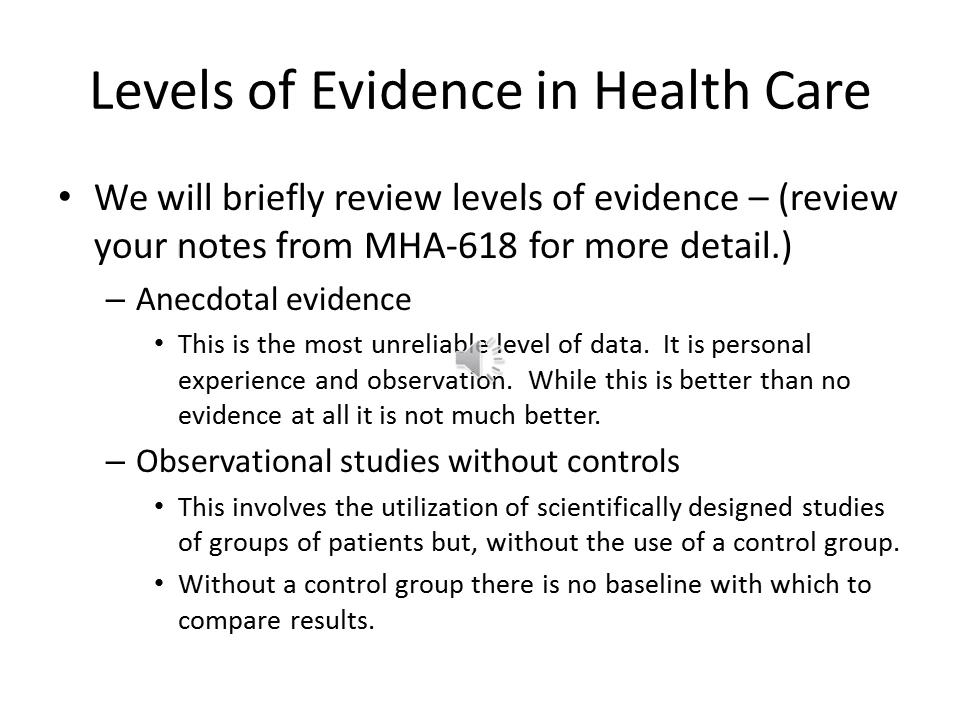 Levels of Evidence in Health Care
• We will briefly review levels of evidence – (review
your notes from MHA-618 for more detail.)
– Anecdotal evidence
• This is the most unreliable level of data.  It is personal
experience and observation.  While this is better than no
evidence at all it is not much better.
– Observational studies without controls
• This involves the utilization of scientifically designed studies
of groups of patients but, without the use of a control group.
• Without a control group there is no baseline with which to
compare results.